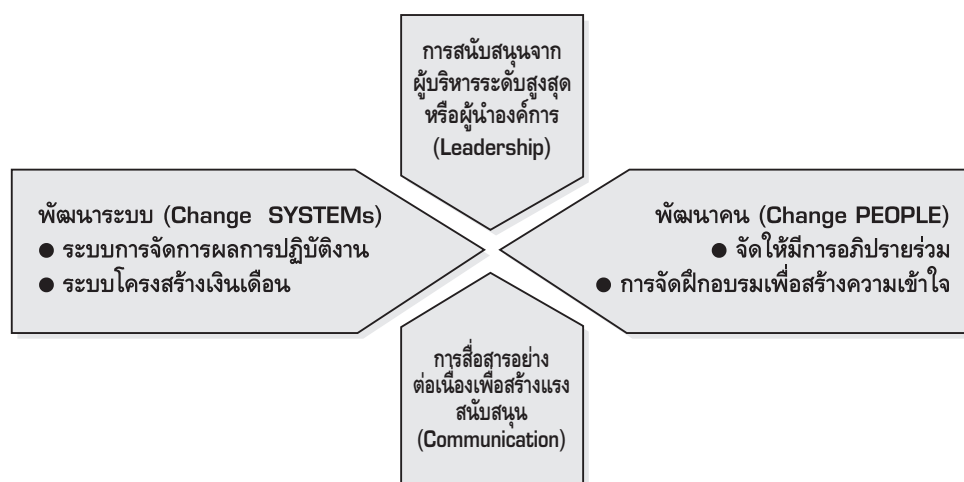 การสนับสนุนจาก
ผู้บริหารระดับสูงสุด
หรือผู้นำองค์การ
(Leadership)
พัฒนาระบบ (Change SYSTEMs)
● ระบบการจัดการผลการปฏิบัติงาน
● ระบบโครงสร้างเงินเดือน
พัฒนาคน (Change PEOPLE)
● จัดให้มีการอภิปรายร่วม
● การจัดฝึกอบรมเพื่อสร้างความเข้าใจ
การสื่อสารอย่าง
ต่อเนื่องเพื่อสร้างแรง
สนับสนุน
(Communication)